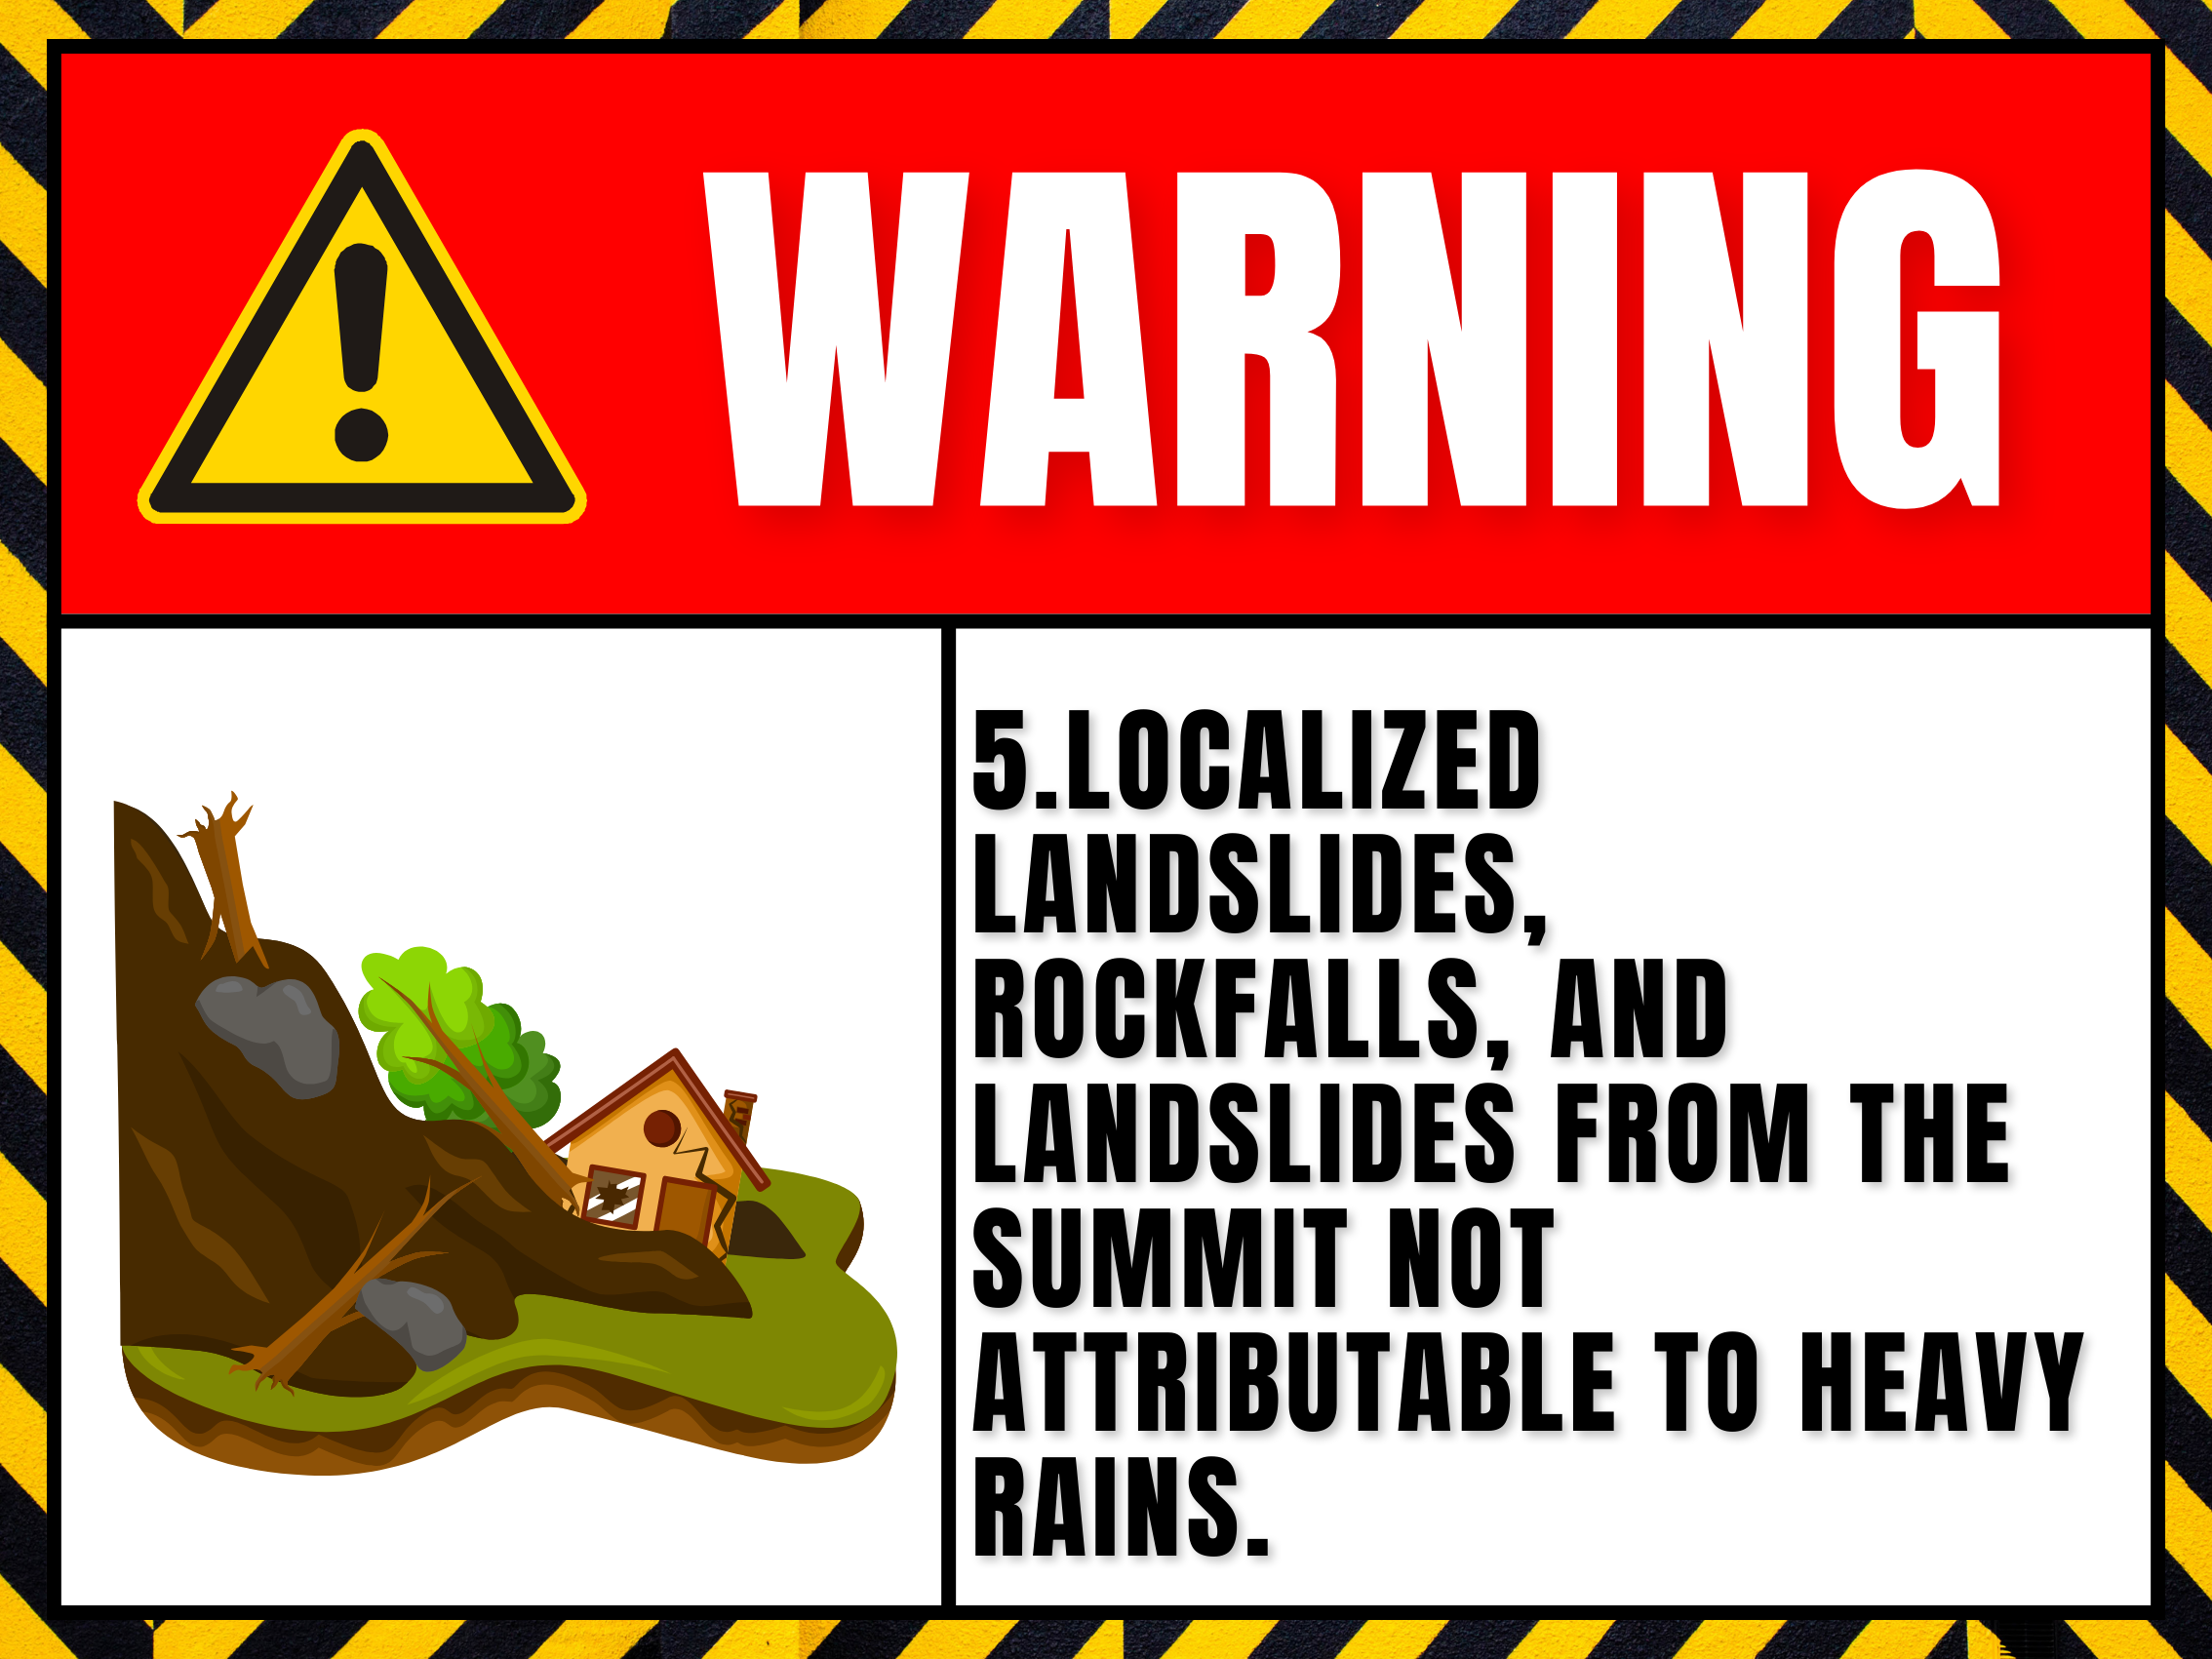 WARNING
5.LOCALIZED
LANDSLIDES,
ROCKFALLS, AND
LANDSLIDES FROM THE
SUMMIT NOT
ATTRIBUTABLE TO HEAVY
RAINS.